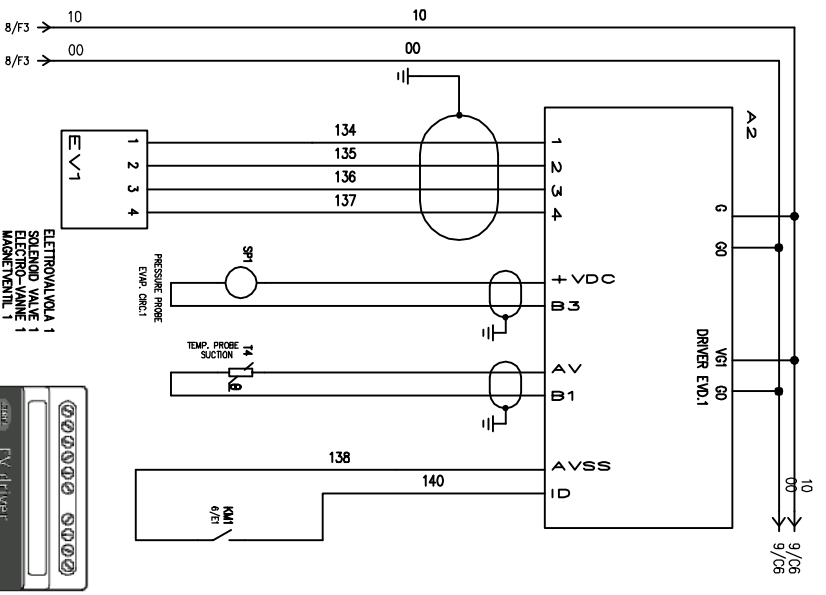 8/F3 10 10
8/F3 00 00
A2
134
135
136
137
EV1
1
2
3
4
1
2
3
4
G
G0
ELETTROVALVOLA 1
SOLENOID VALVE 1
ELECTRO-VANNE 1
MAGNETVENTIL 1
PRESSURE PROBE
EVAP. CIRC.1
SP1
+VDC
B3
TEMP. PROBE
SUCTION
T4
AV
B1
VG1
G0
DRIVER EVD.1
138
AVSS
140
ID
KM1
6/E1
10
00
9/C6
9/C6
EV driver